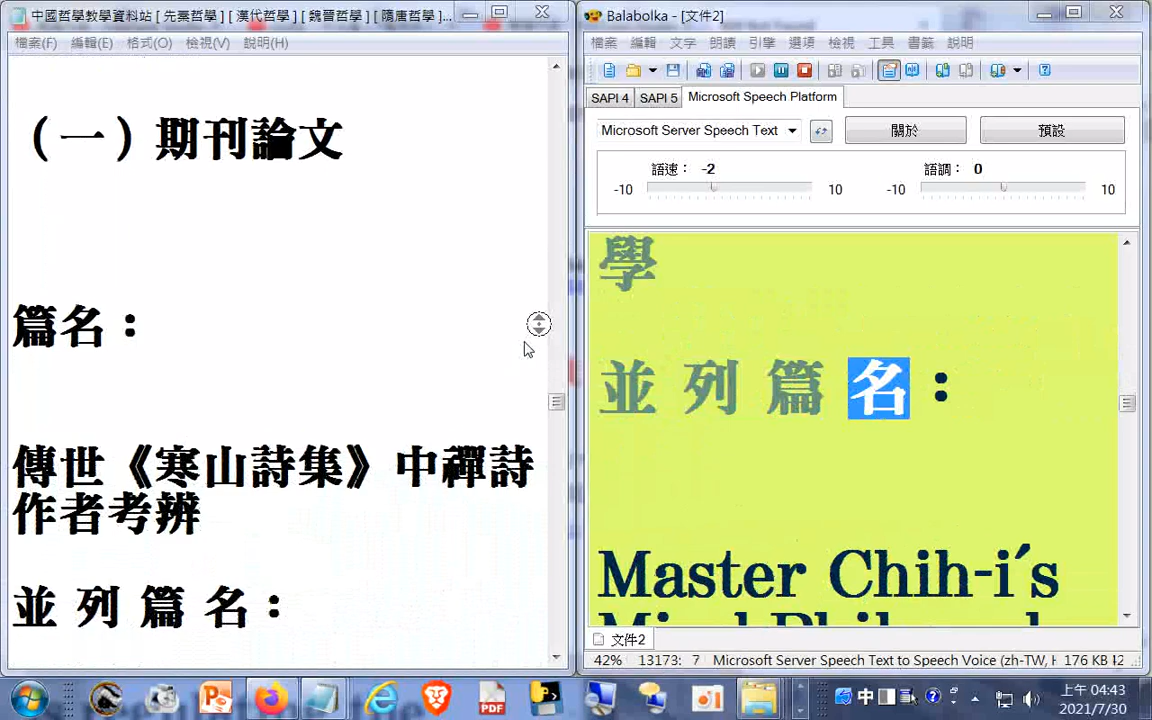 中國哲學教學資料站 [ 先秦哲學 ] [ 漢代哲學 ] [ 魏晉哲學 ] [ 隋唐哲學 ]...
檔案(F) 編輯(E) 格式(O) 檢視(V) 說明(H)
（一）期刊論文
篇名：
傳世《寒山詩集》中禪詩
作者考辨
並 列 篇 名：
Balabolka - [文件2]
檔案 編輯 文字 朗讀 引擎 選項 檢視 工具 書籤 說明
SAPI 4 SAPI 5 Microsoft Speech Platform
Microsoft Server Speech Text 關於 預設
語速： -2 語調： 0
-10 10 -10 10
學
並 列 篇 名：
Master Chih-i´s
文件2
42% 13173: 7 Microsoft Server Speech Text to Speech Voice (zh-TW, H 176 KB
中
上午 04:43
2021/7/30